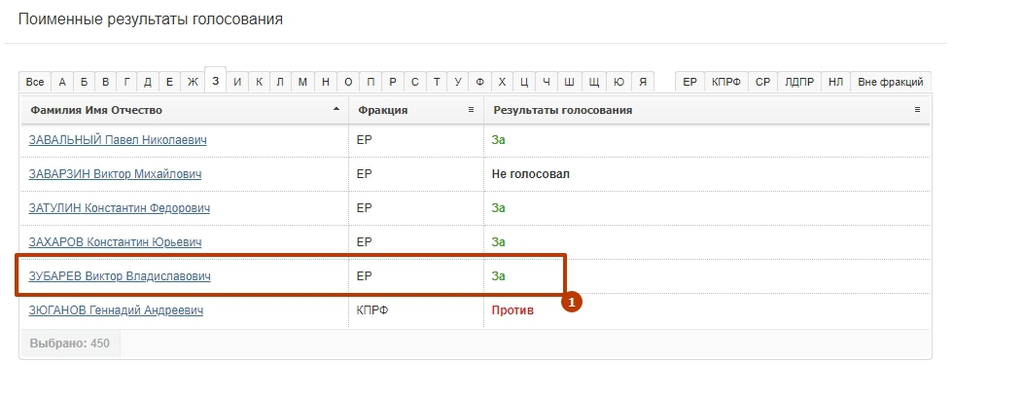 Поименные результаты голосования
Все А Б В Г Д Е Ж З И К Л М Н О П Р С Т У Ф Х Ц Ч Ш Щ Ю Я ЕР КПРФ СР ЛДПР НЛ Вне фракций
Фамилия Имя Отчество Фракция Результаты голосования
ЗАВАЛЬНЫЙ Павел Николаевич ЕР За
ЗАВАРЗИН Виктор Михайлович ЕР Не голосовал
ЗАТУЛИН Константин Федорович ЕР За
ЗАХАРОВ Константин Юрьевич ЕР За
ЗУБАРЕВ Виктор Владиславович ЕР За
1
ЗЮГАНОВ Геннадий Андреевич КПРФ Против
Выбрано: 450